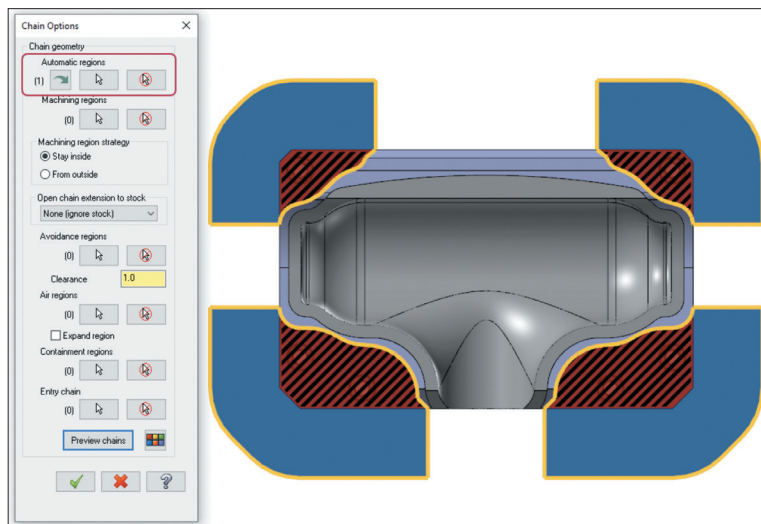 Chain Options
Chain geometry
Automatic regions
(1)
Machining regions
(0)
Machining region strategy
Stay inside
From outside
Open chain extension to stock
None (ignore stock)
Avoidance regions
(0)
Clearance 1.0
Air regions
(0)
Expand region
Containment regions
(0)
Entry chain
(0)
Preview chains